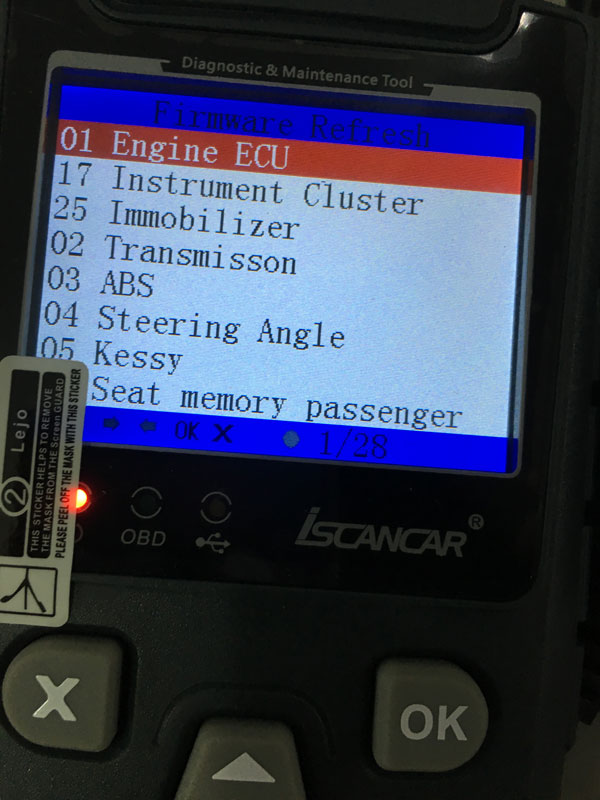 Diagnostic & Maintenance Tool
Firmware Refresh
01 Engine ECU
17 Instrument Cluster
25 Immobilizer
02 Transmisson
03 ABS
04 Steering Angle
05 Kessy
Seat memory passenger
OK X 1/28
OBD
iSCANCAR®
2 Lejo
THIS STICKER HELPS TO REMOVE
THE MASK FROM THE Screen GUARD
PLEASE PEEL OFF THE MASK WITH THIS STICKER
X
OK